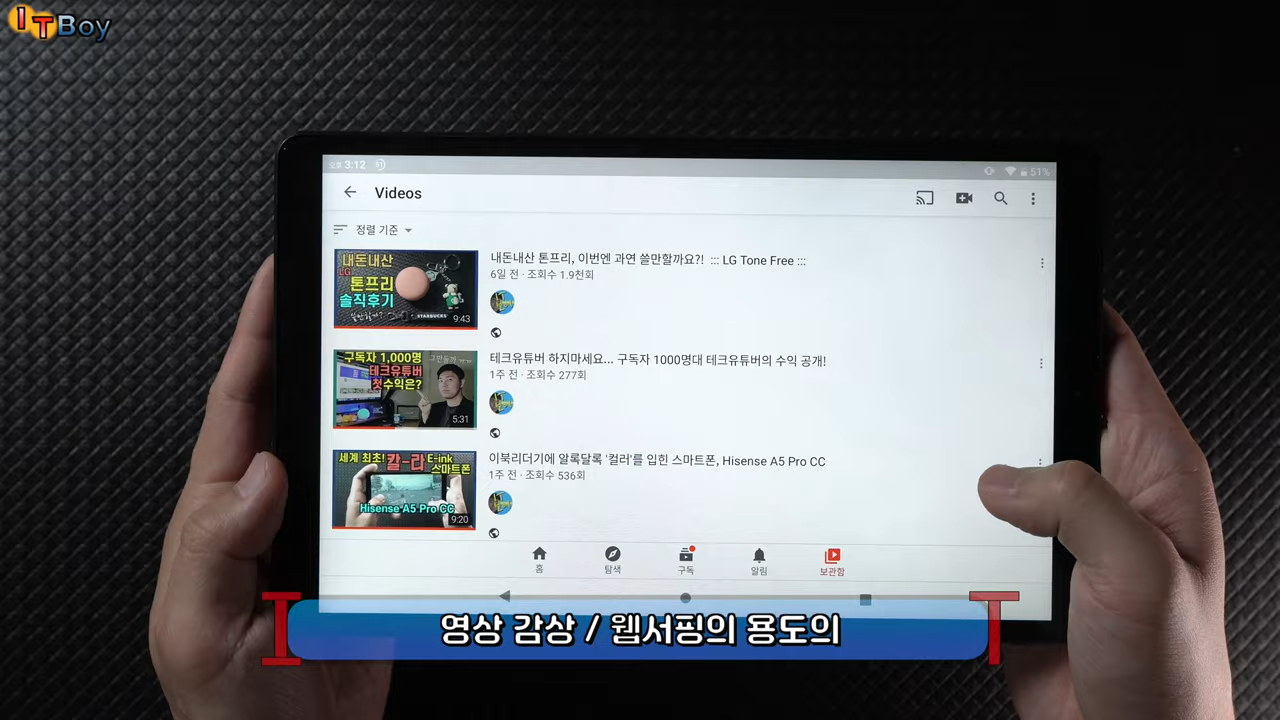 ITBoy
오후 3:12
51%
Videos
정렬 기준
내돈내산
LG
톤프리
솔직후기
STARBUCKS
9:43
내돈내산 톤프리, 이번엔 과연 쓸만할까요?! ::: LG Tone Free :::
6일 전 · 조회수 1.9천회
구독자 1,000명
테크유튜버
첫수익은?
5:31
테크유튜버 하지마세요... 구독자 1000명대 테크유튜버의 수익 공개!
1주 전 · 조회수 277회
세계 최초! 칼-라 E-ink
스마트폰
Hisense A5 Pro CC
9:20
이북리더기에 알록달록 '컬러'를 입힌 스마트폰, Hisense A5 Pro CC
1주 전 · 조회수 536회
홈
탐색
구독
알림
보관함
영상 감상 / 웹서핑의 용도의